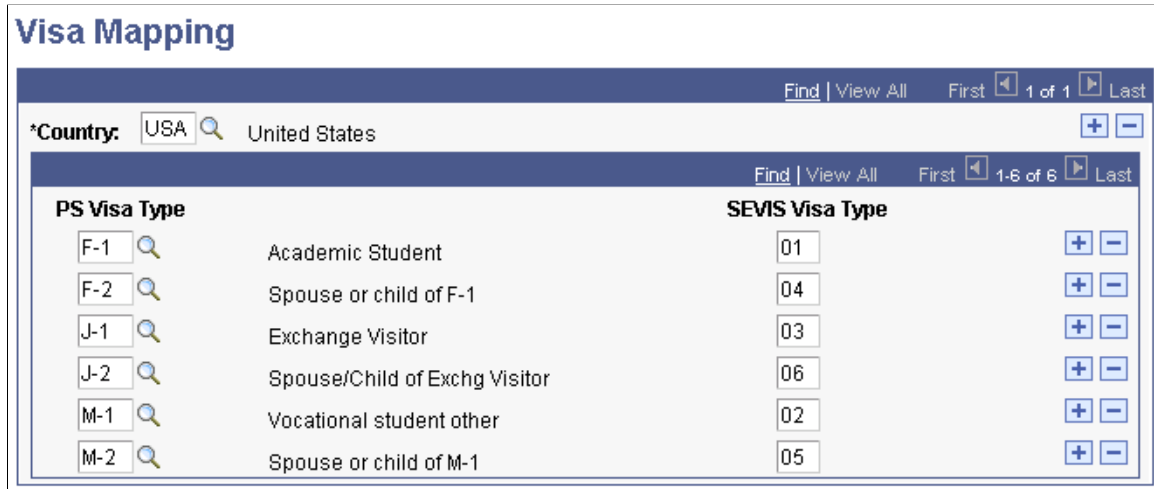 Visa Mapping
Find | View All First 1 of 1 Last
*Country: USA United States
Find | View All First 1-6 of 6 Last
PS Visa Type SEVIS Visa Type
F-1 Academic Student 01
F-2 Spouse or child of F-1 04
J-1 Exchange Visitor 03
J-2 Spouse/Child of Exchg Visitor 06
M-1 Vocational student other 02
M-2 Spouse or child of M-1 05